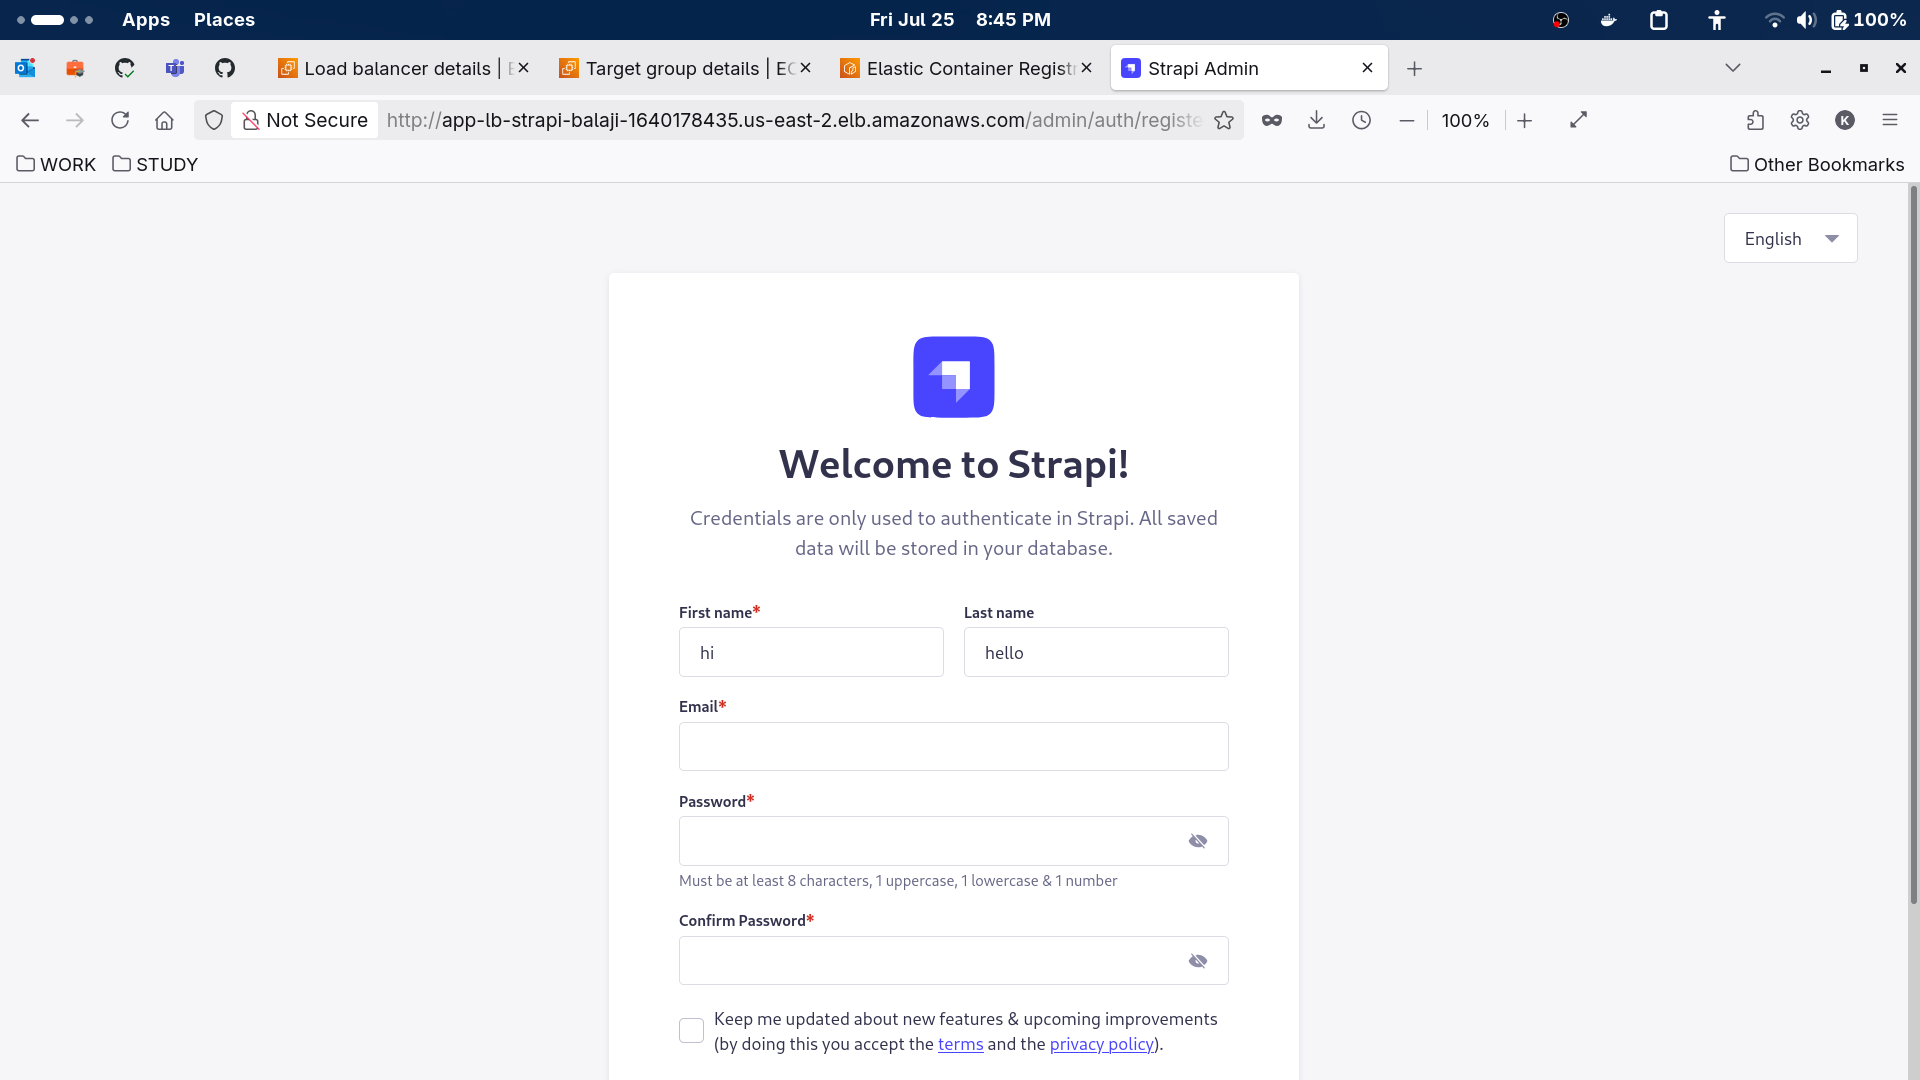 Apps Places Fri Jul 25 8:45 PM 100%
Load balancer details | E Target group details | EC Elastic Container Registr Strapi Admin
Not Secure http://app-lb-strapi-balaji-1640178435.us-east-2.elb.amazonaws.com/admin/auth/registe 100% K
WORK STUDY Other Bookmarks
English
Welcome to Strapi!
Credentials are only used to authenticate in Strapi. All saved
data will be stored in your database.
First name* Last name
hi hello
Email*
Password*
Must be at least 8 characters, 1 uppercase, 1 lowercase & 1 number
Confirm Password*
Keep me updated about new features & upcoming improvements
(by doing this you accept the terms and the privacy policy).